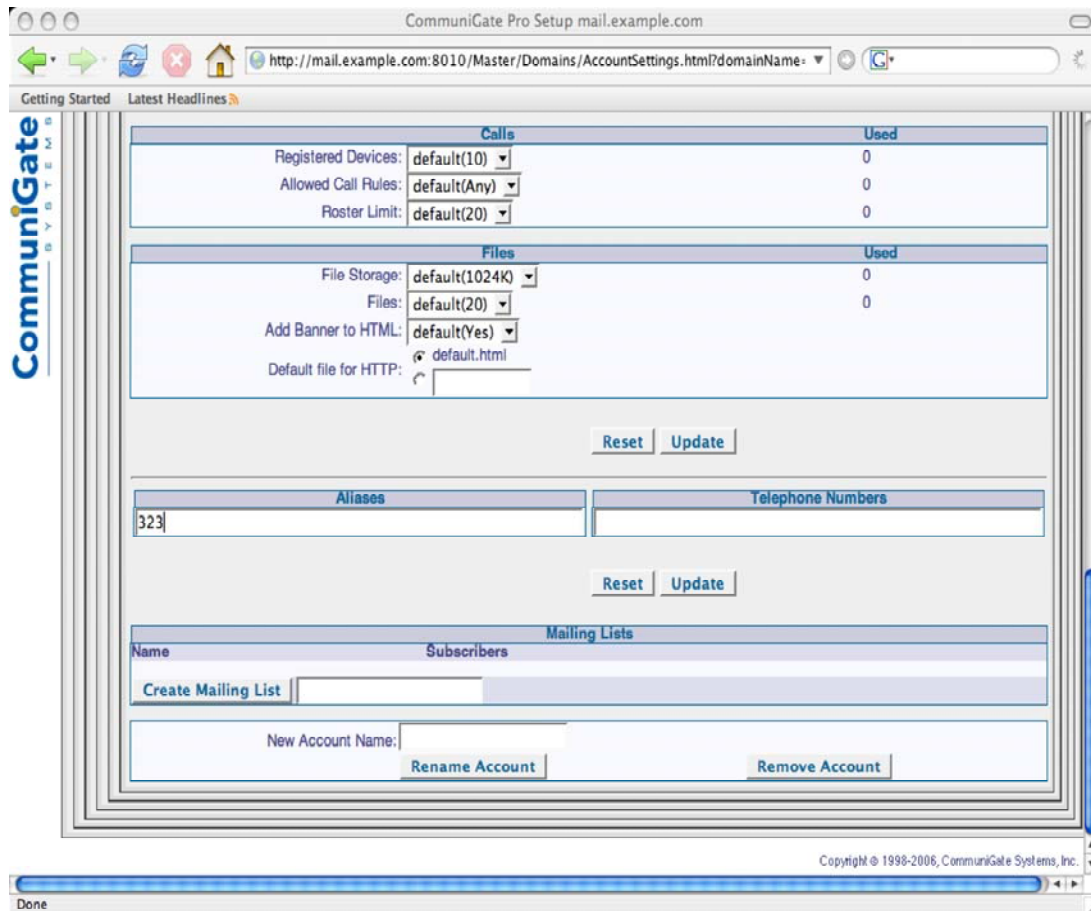 CommuniGate Pro Setup mail.example.com
http://mail.example.com:8010/Master/Domains/AccountSettings.html?domainName=
G
Getting Started Latest Headlines
CommuniGate
SYSTEMS
Calls Used
Registered Devices: default(10) 0
Allowed Call Rules: default(Any) 0
Roster Limit: default(20) 0
Files Used
File Storage: default(1024K) 0
Files: default(20) 0
Add Banner to HTML: default(Yes)
Default file for HTTP: default.html
Reset Update
Aliases Telephone Numbers
323
Reset Update
Mailing Lists
Name Subscribers
Create Mailing List
New Account Name:
Rename Account Remove Account
Copyright © 1998-2006, CommuniGate Systems, Inc.
Done